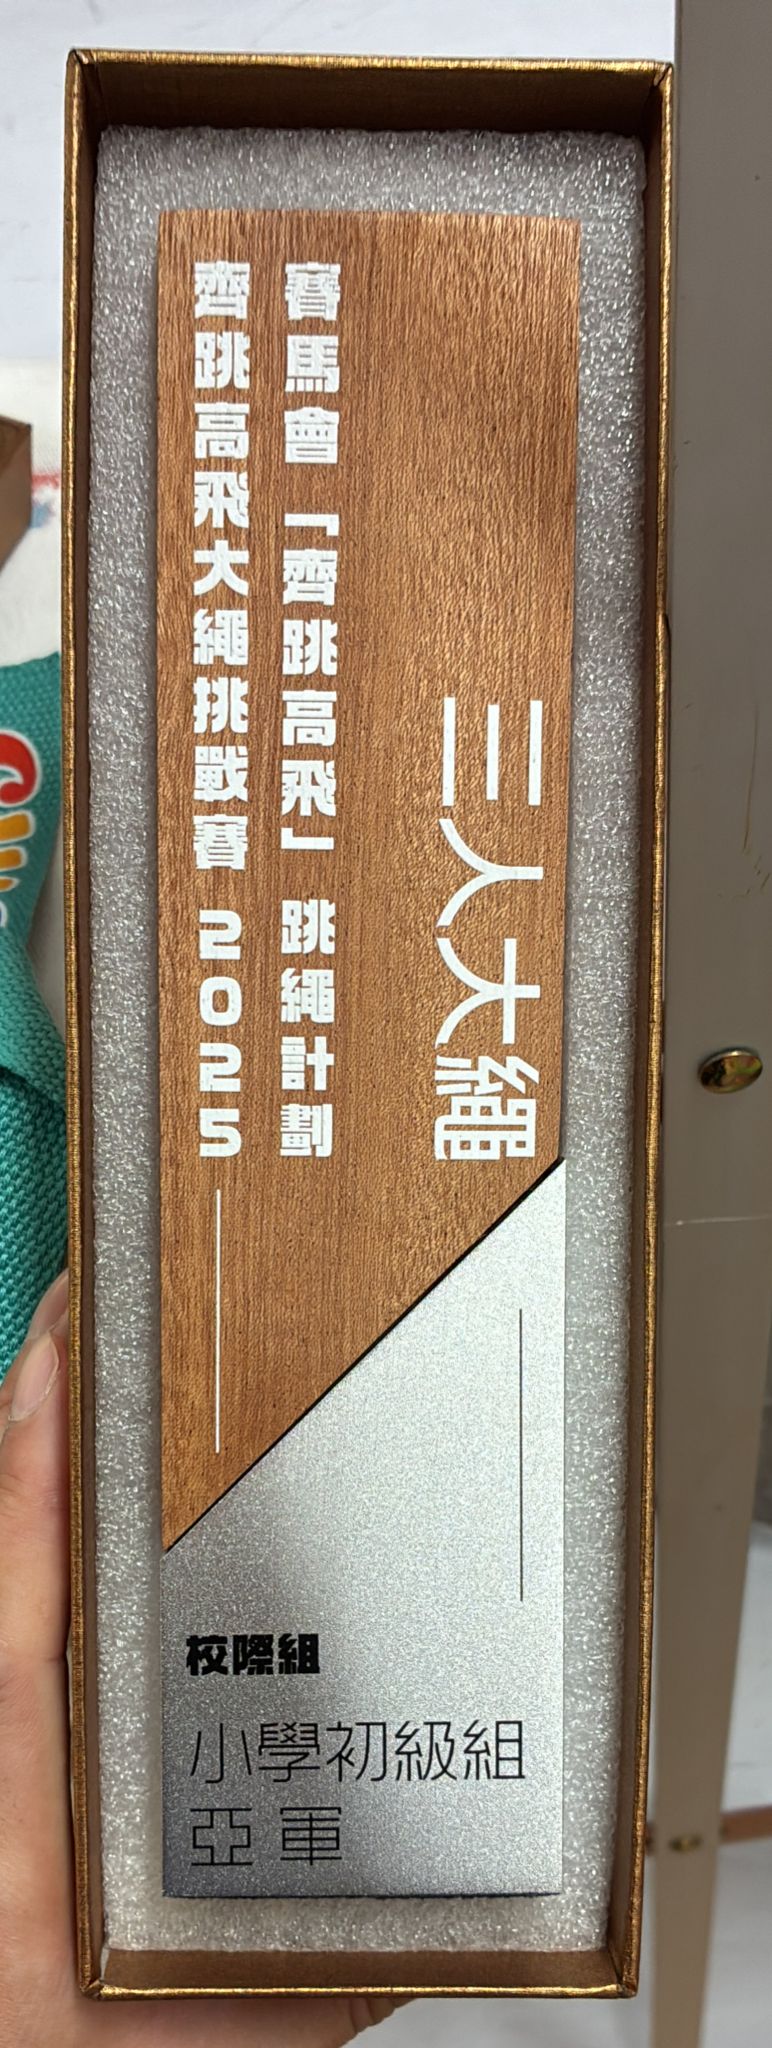 賽馬會「齊跳高飛」跳繩計劃
齊跳高飛大繩挑戰賽 2025
三人大繩
校際組
小學初級組
亞軍